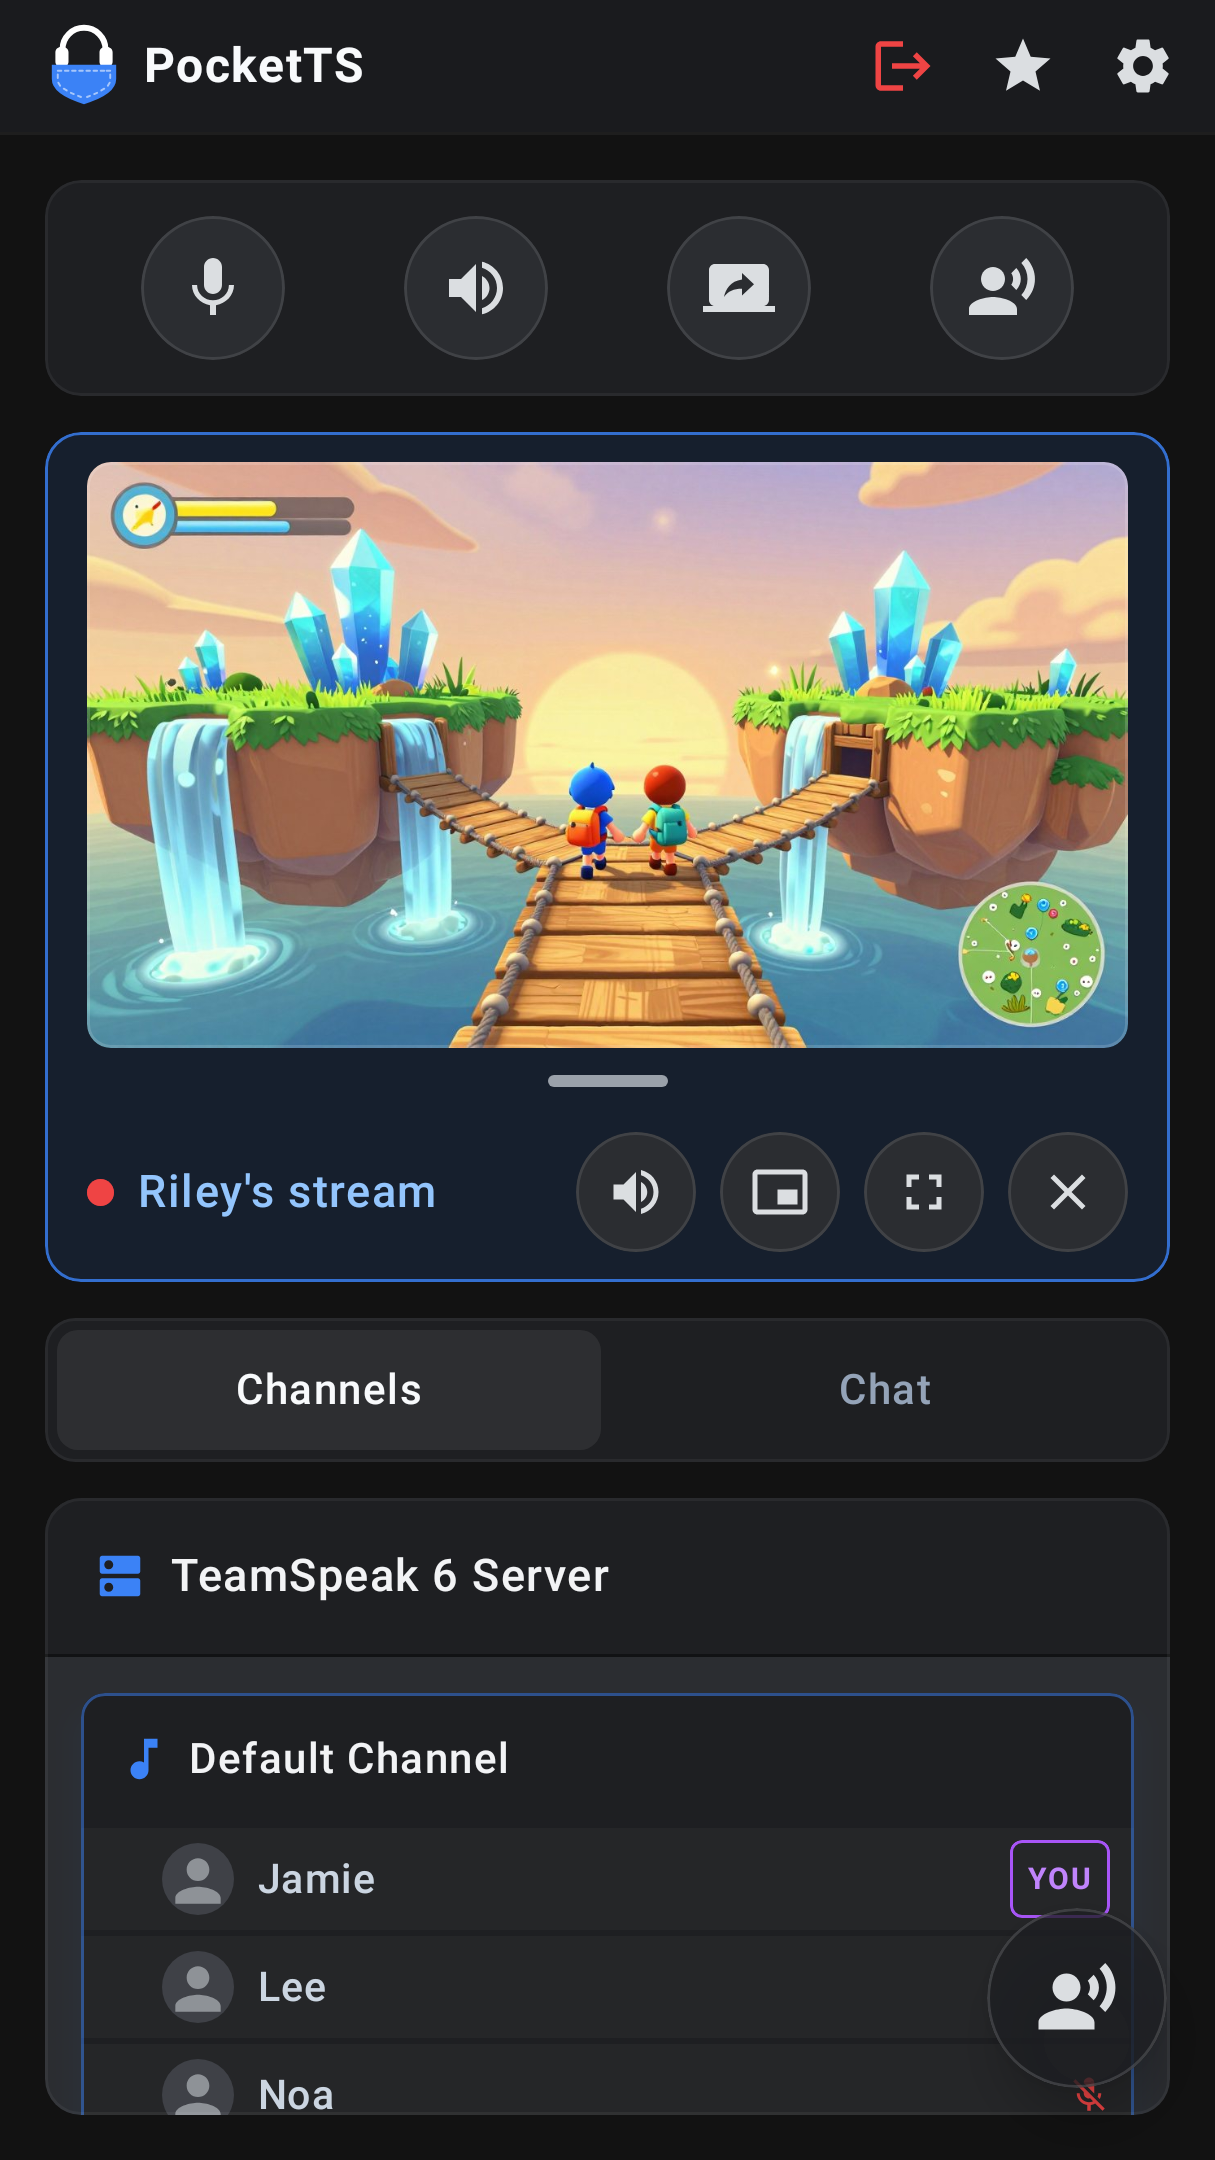 PocketTS
Riley's stream
Channels
Chat
TeamSpeak 6 Server
Default Channel
Jamie
YOU
Lee
Noa